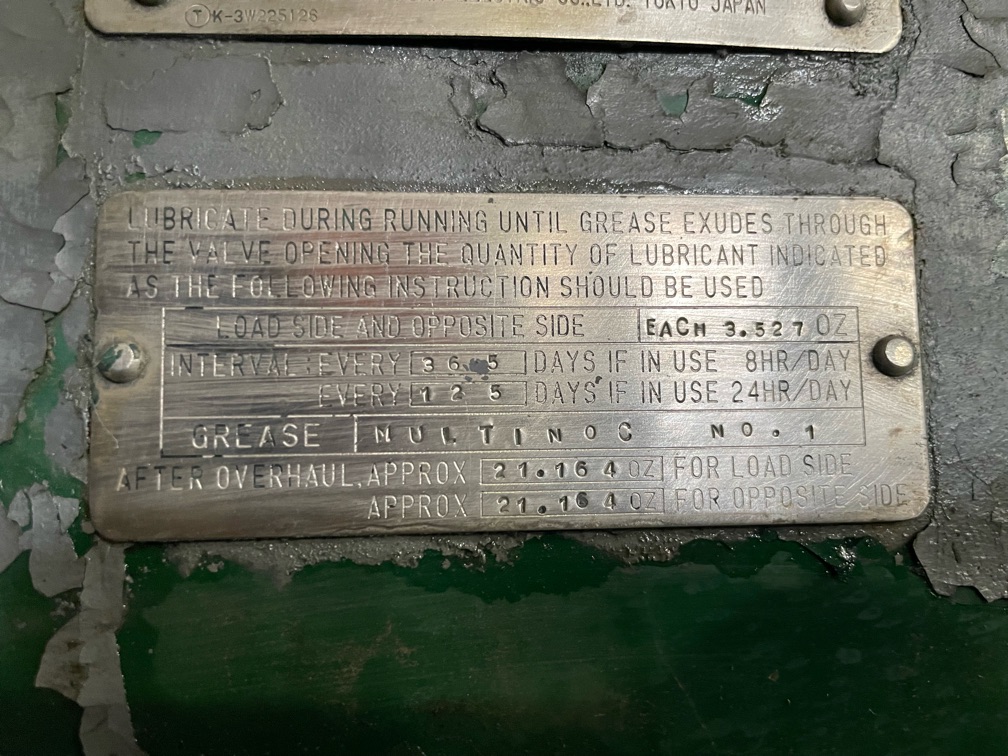 CO.,LTD. TOKYO JAPAN
Ⓣ K-3W225126
LUBRICATE DURING RUNNING UNTIL GREASE EXUDES THROUGH
THE VALVE OPENING THE QUANTITY OF LUBRICANT INDICATED
AS THE FOLLOWING INSTRUCTION SHOULD BE USED
LOAD SIDE AND OPPOSITE SIDE EACH 3.527 OZ
INTERVAL : EVERY 365 DAYS IF IN USE 8HR/DAY
EVERY 125 DAYS IF IN USE 24HR/DAY
GREASE MULTINOC NO. 1
AFTER OVERHAUL, APPROX 21.164 OZ FOR LOAD SIDE
APPROX 21.164 OZ FOR OPPOSITE SIDE